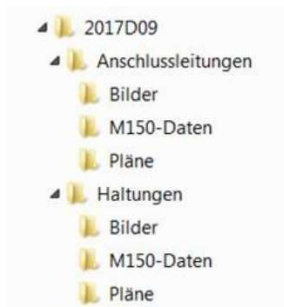 2017D09
Anschlussleitungen
Bilder
M150-Daten
Pläne
Haltungen
Bilder
M150-Daten
Pläne